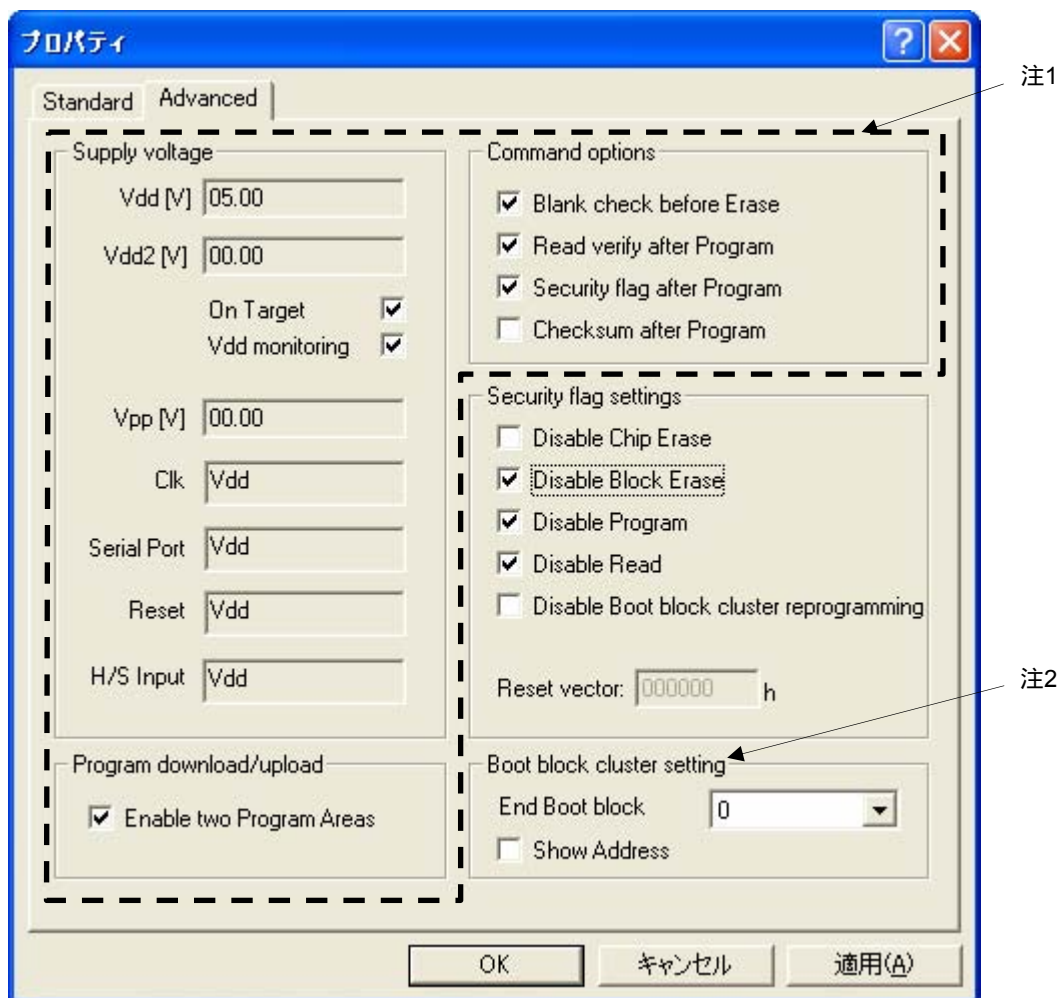 プロパティ
注1
Standard Advanced
Supply voltage
Vdd [V] 05.00
Vdd2 [V] 00.00
On Target
Vdd monitoring
Vpp [V] 00.00
Clk Vdd
Serial Port Vdd
Reset Vdd
H/S Input Vdd
Program download/upload
Enable two Program Areas
Command options
Blank check before Erase
Read verify after Program
Security flag after Program
Checksum after Program
Security flag settings
Disable Chip Erase
Disable Block Erase
Disable Program
Disable Read
Disable Boot block cluster reprogramming
Reset vector: 000000 h
注2
Boot block cluster setting
End Boot block 0
Show Address
OK キャンセル 適用(A)